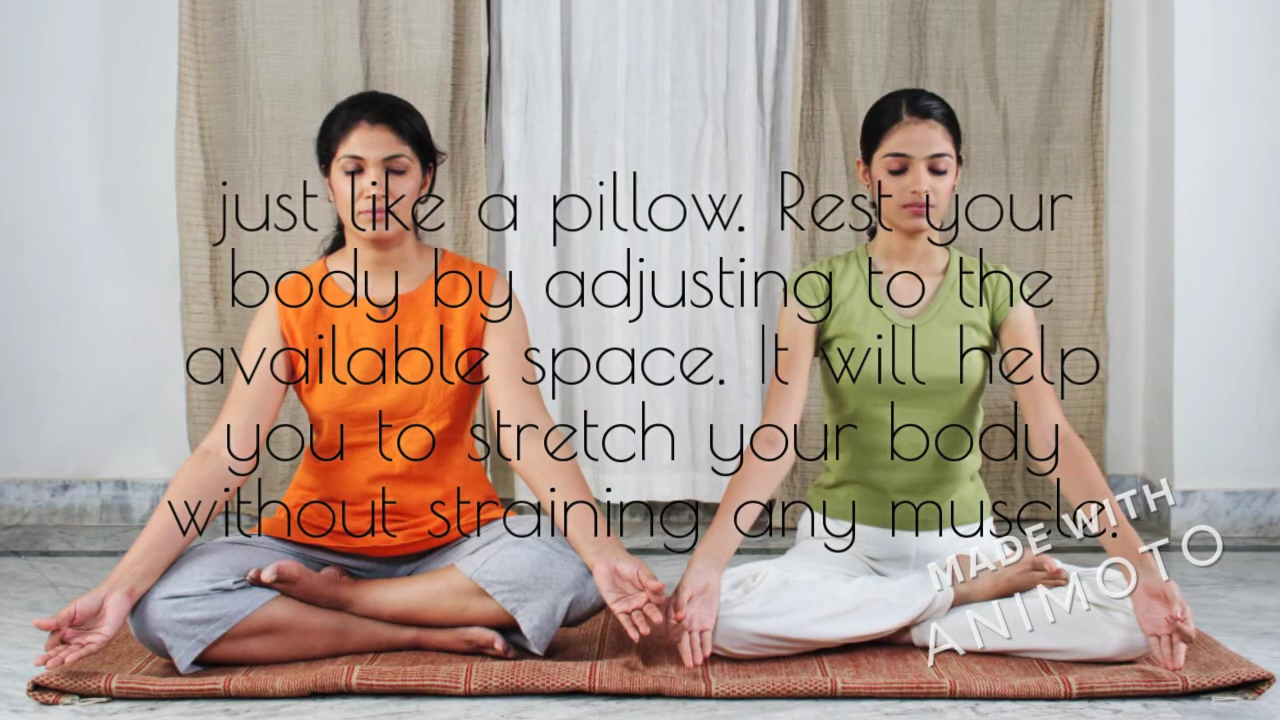 just like a pillow. Rest your
body by adjusting to the
available space. It will help
you to stretch your body
without straining any muscle.
MADE WITH
ANIMOTO